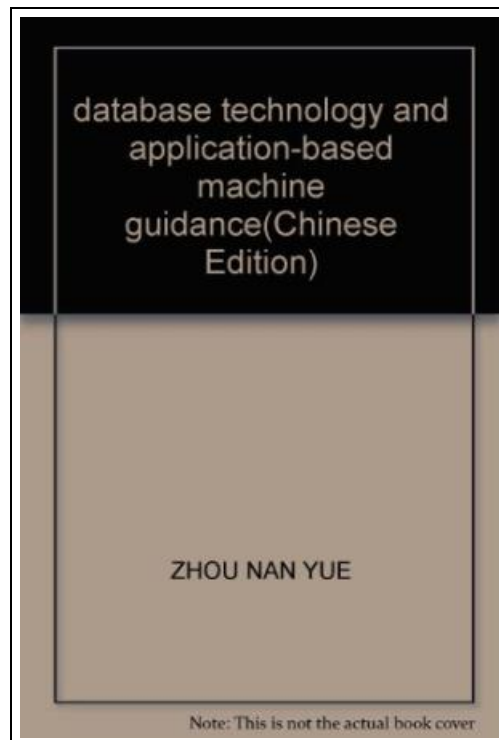 database technology and
application-based
machine
guidance(Chinese
Edition)
ZHOU NAN YUE
Note: This is not the actual book cover